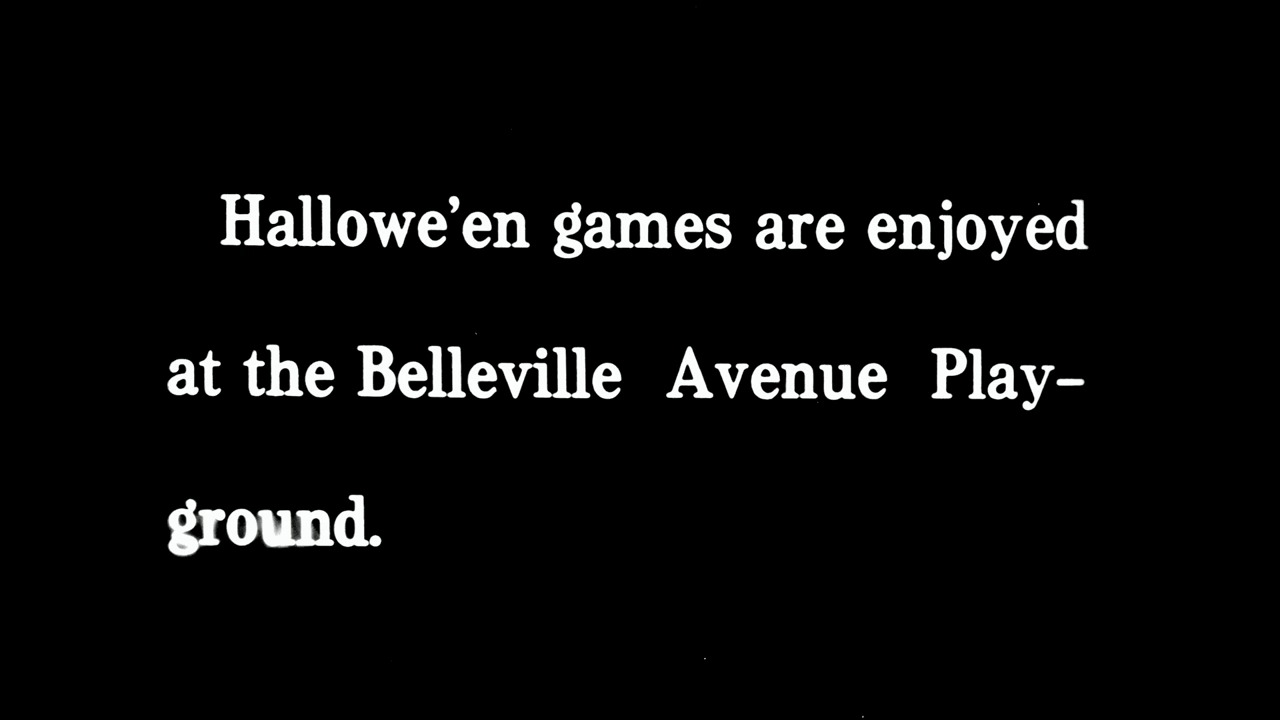 Hallowe'en games are enjoyed
at the Belleville Avenue Play-
ground.